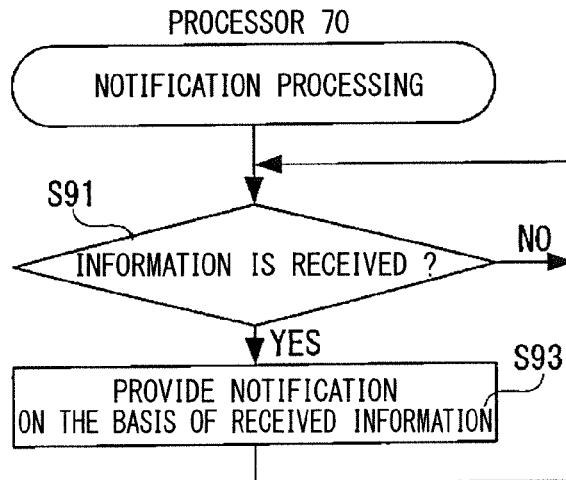 PROCESSOR 70
NOTIFICATION PROCESSING
S91
INFORMATION IS RECEIVED ?
NO
YES
S93
PROVIDE NOTIFICATION
ON THE BASIS OF RECEIVED INFORMATION